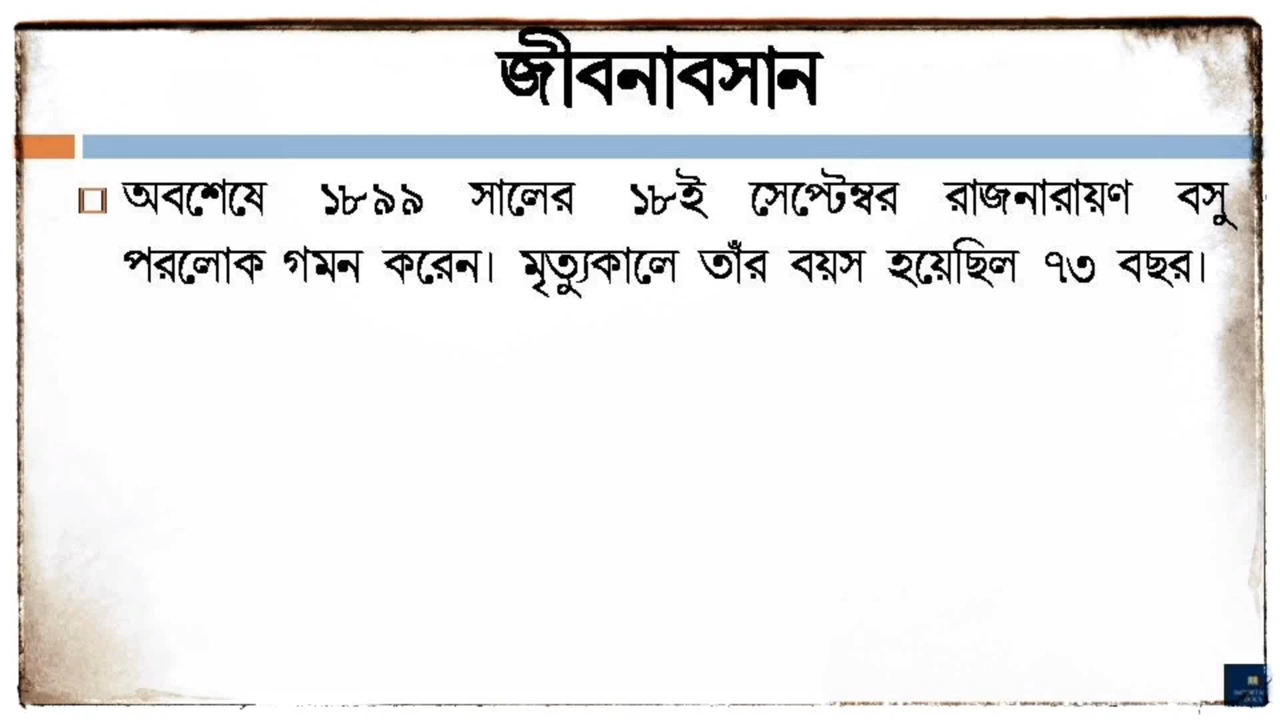 জীবনাবসান
অবশেষে ১৮৯৯ সালের ১৮ই সেপ্টেম্বর রাজনারায়ণ বসু
পরলোক গমন করেন। মৃত্যুকালে তাঁর বয়স হয়েছিল ৭৩ বছর।